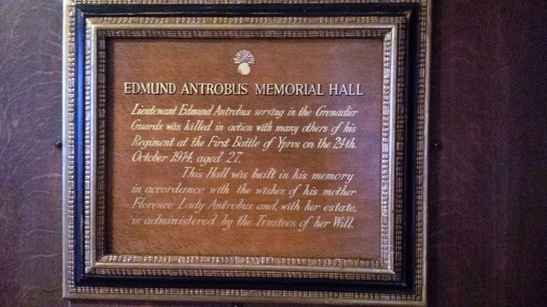 EDMUND ANTROBUS MEMORIAL HALL
Lieutenant Edmund Antrobus serving in the Grenadier
Guards was killed in action with many others of his
Regiment at the First Battle of Ypres on the 24th.
October 1914, aged 27.
This Hall was built in his memory
in accordance with the wishes of his mother
Florence Lady Antrobus and, with her estate,
is administered by the Trustees of her Will.